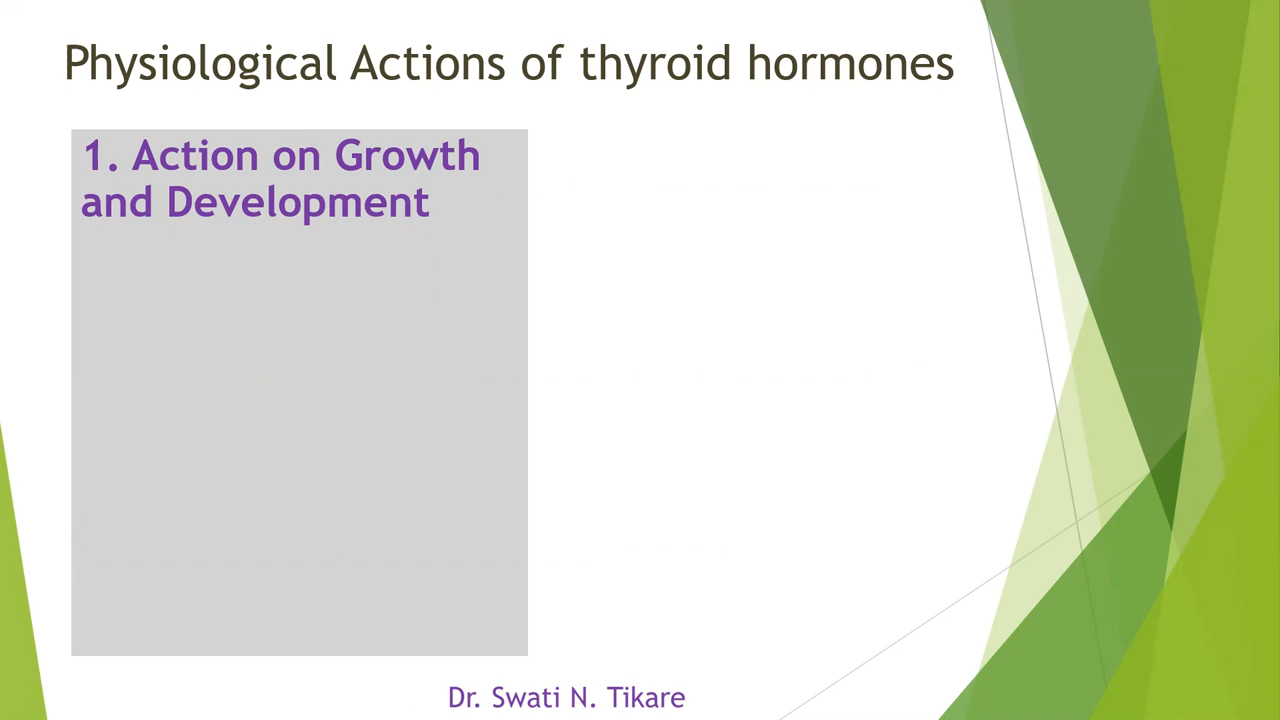 Physiological Actions of thyroid hormones
1. Action on Growth
and Development
Dr. Swati N. Tikare